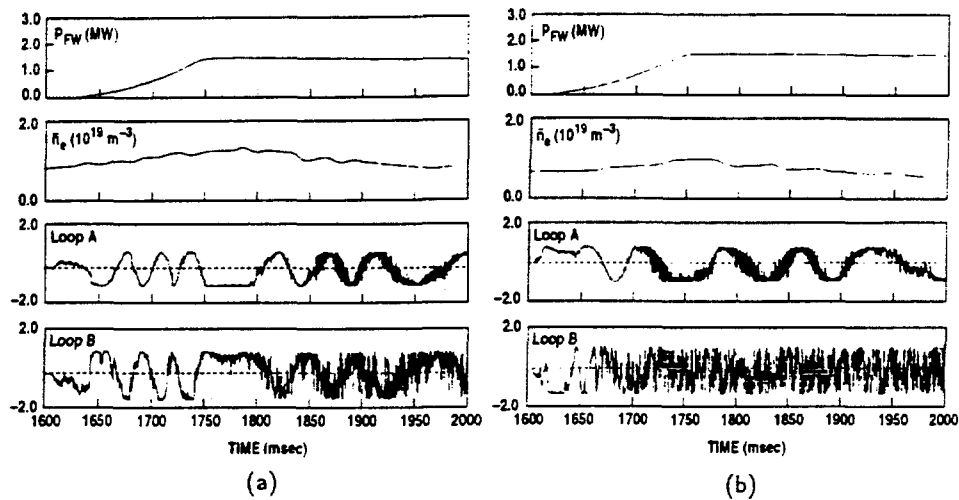 3.0
P_FW (MW)
2.0
1.0
0.0
2.0
n̄_e (10^19 m^-3)
0.0
2.0
Loop A
-2.0
2.0
Loop B
-2.0
1600 1650 1700 1750 1800 1850 1900 1950 2000
TIME (msec)
(a)
3.0
P_FW (MW)
2.0
1.0
0.0
2.0
n̄_e (10^19 m^-3)
0.0
2.0
Loop A
-2.0
2.0
Loop B
-2.0
1600 1650 1700 1750 1800 1850 1900 1950 2000
TIME (msec)
(b)